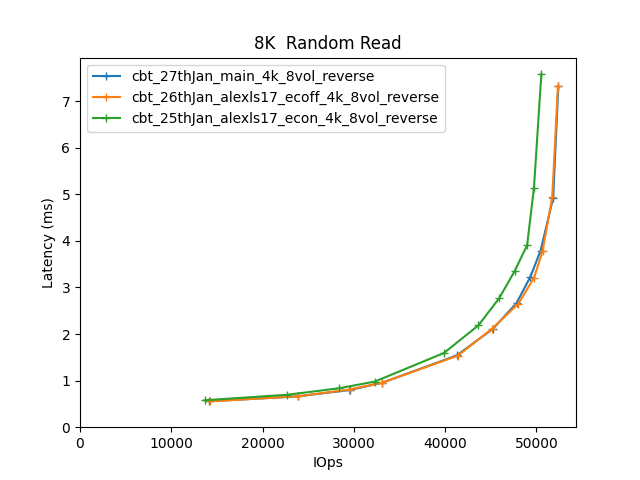 8K  Random Read
cbt_27thJan_main_4k_8vol_reverse
cbt_26thJan_alexls17_ecoff_4k_8vol_reverse
cbt_25thJan_alexls17_econ_4k_8vol_reverse
Latency (ms)
7
6
5
4
3
2
1
0
0 10000 20000 30000 40000 50000
IOps